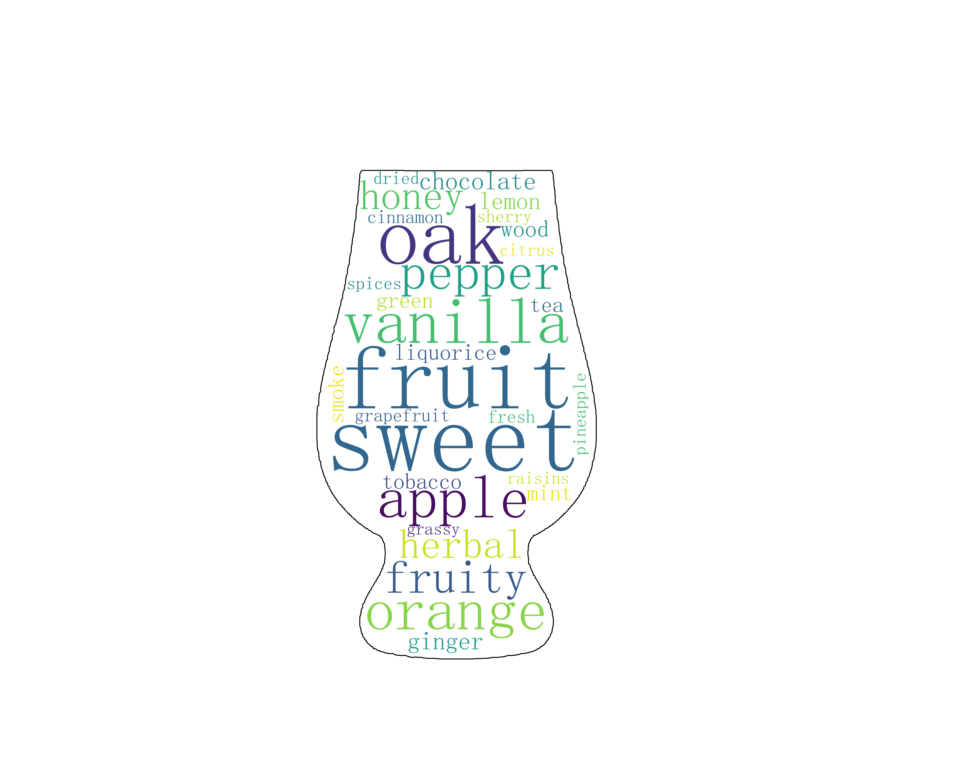 dried chocolate
honey lemon
cinnamon sherry
oak wood
citrus
pepper
spices
green tea
vanilla
liquorice
fruit
smoke
pineapple
grapefruit fresh
sweet
tobacco raisins
apple mint
grassy
herbal
fruity
orange
ginger